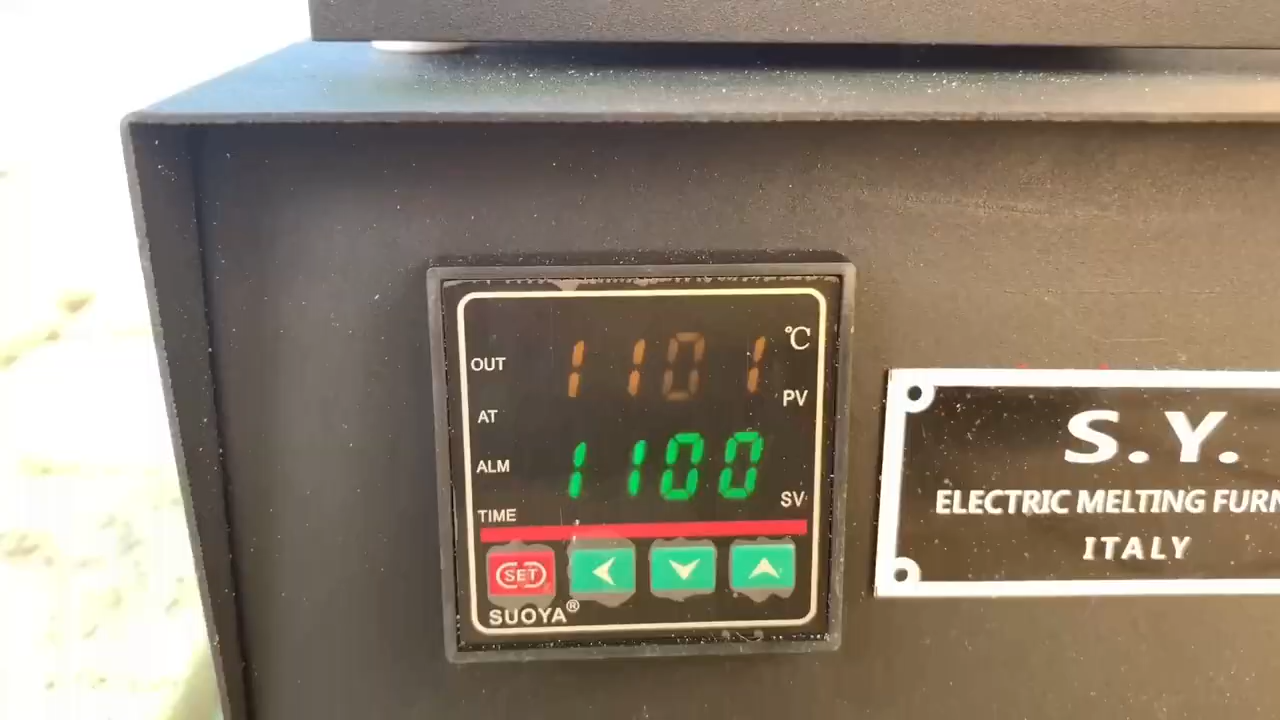 1101
℃
OUT
PV
AT
1100
ALM
SV
TIME
SET
SUOYA®
S.Y.
ELECTRIC MELTING FURN
ITALY